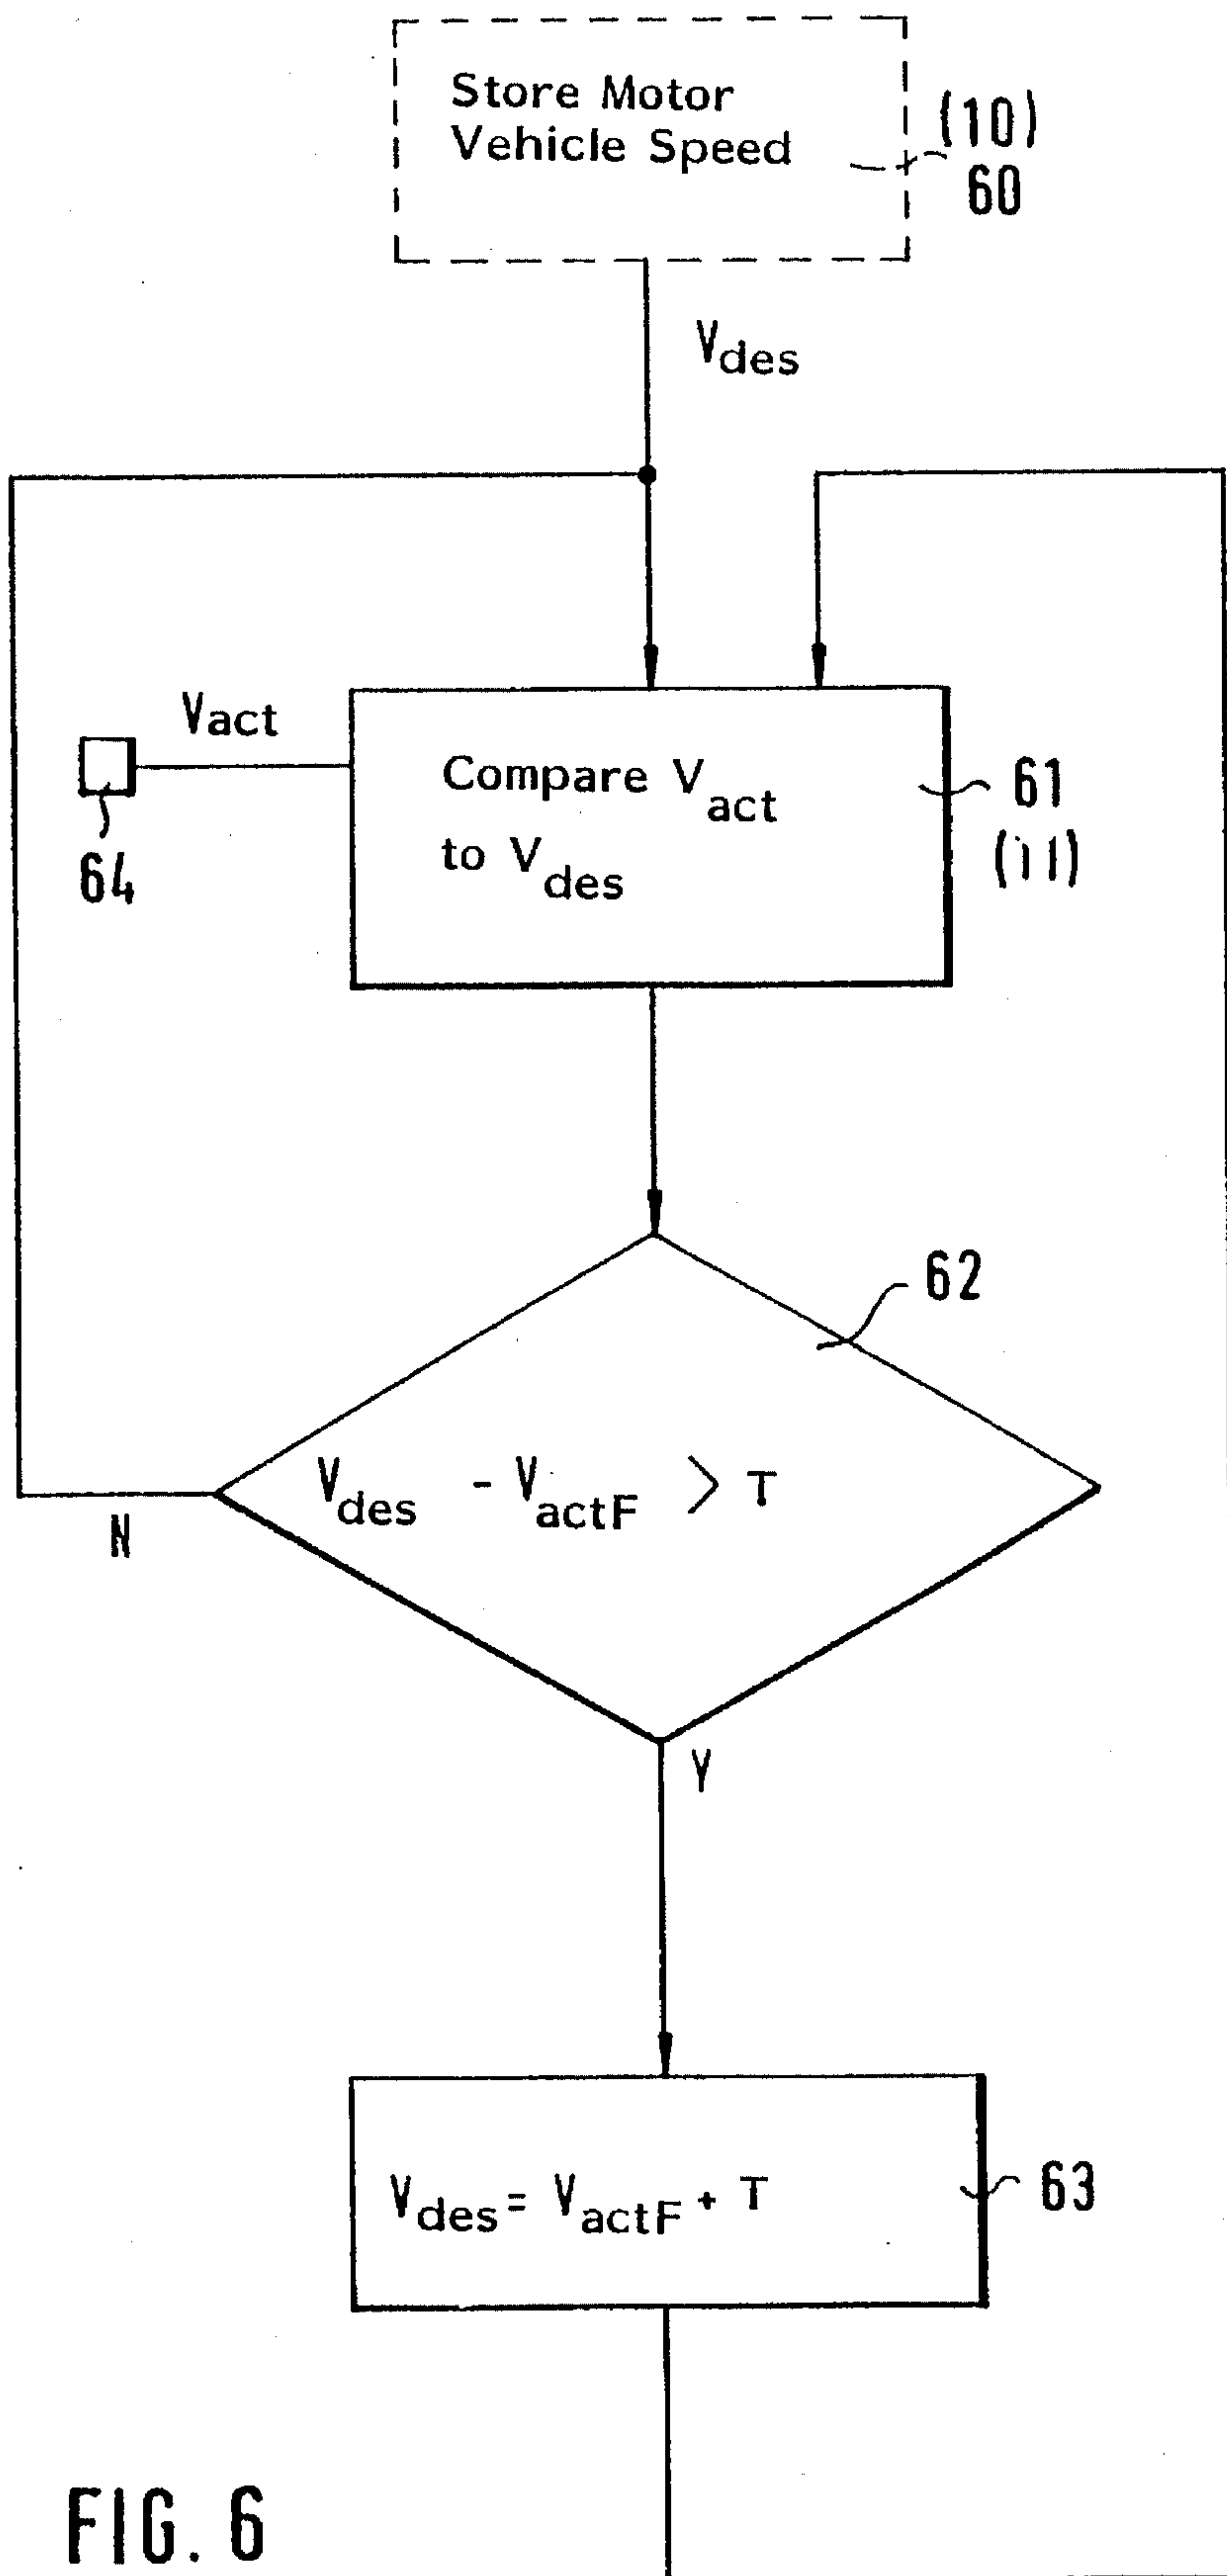 Store Motor
Vehicle Speed
(10)
60
Vdes
Vact
64
Compare Vact
to Vdes
61
(11)
62
Vdes - VactF > T
N
Y
Vdes = VactF + T
63
FIG. 6